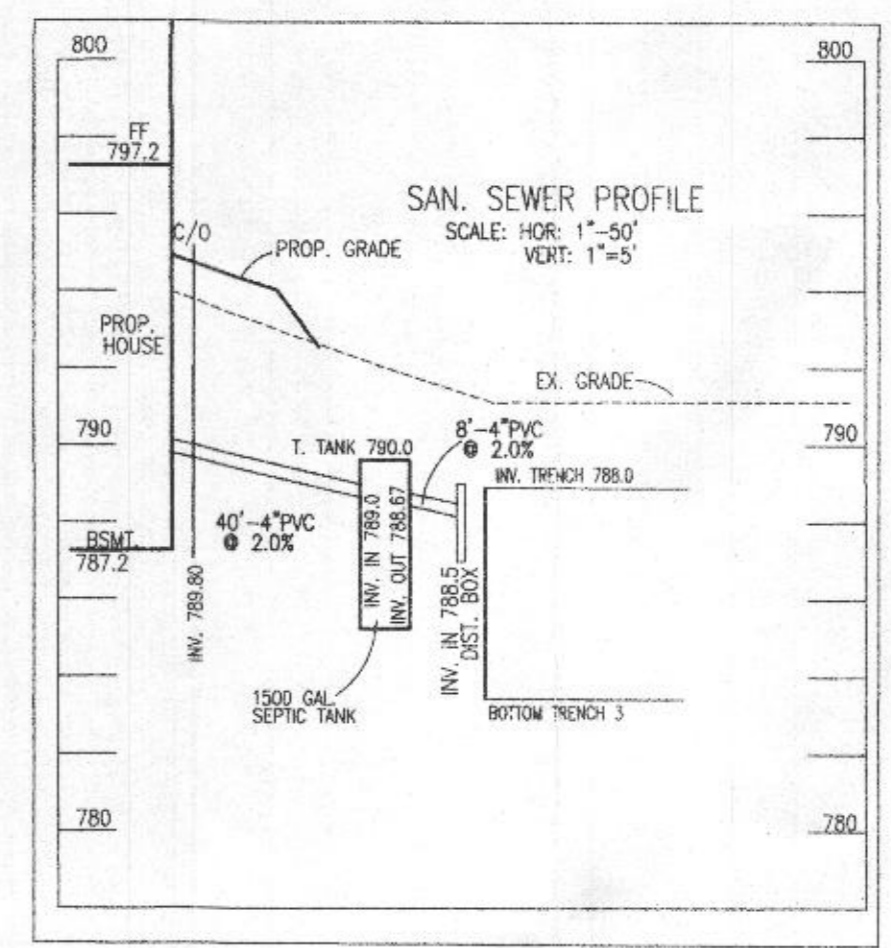 800
800
FF
797.2
SAN. SEWER PROFILE
SCALE: HOR: 1"-50'
VERT: 1"=5'
C/O
PROP. GRADE
PROP.
HOUSE
EX. GRADE
790
790
T. TANK 790.0
8'-4"PVC
@ 2.0%
INV. TRENCH 788.0
40'-4"PVC
@ 2.0%
BSMT.
787.2
INV. 789.80
INV. IN 789.0
INV. OUT 788.67
INV. IN 788.5
DIST. BOX
1500 GAL.
SEPTIC TANK
BOTTOM TRENCH 3
780
780